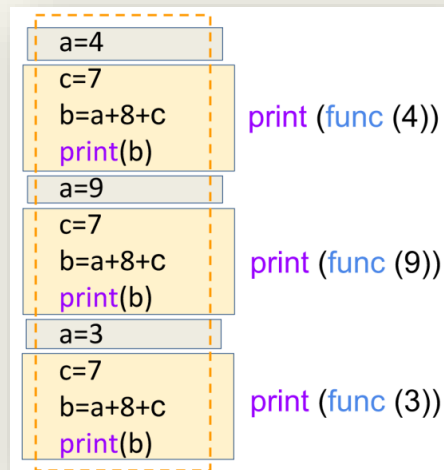 a=4
c=7
b=a+8+c
print(b)
print (func (4))
a=9
c=7
b=a+8+c
print(b)
print (func (9))
a=3
c=7
b=a+8+c
print(b)
print (func (3))